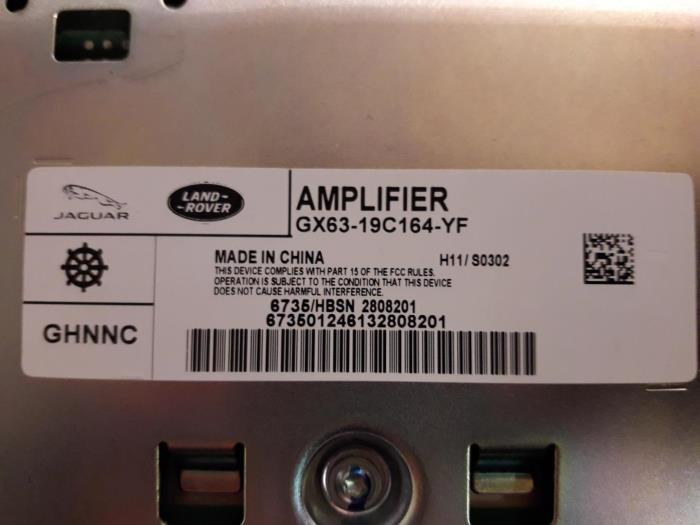 JAGUAR
LAND-
-ROVER
AMPLIFIER
GX63-19C164-YF
MADE IN CHINA
H11/ S0302
THIS DEVICE COMPLIES WITH PART 15 OF THE FCC RULES.
OPERATION IS SUBJECT TO THE CONDITION THAT THIS DEVICE
DOES NOT CAUSE HARMFUL INTERFERENCE.
6735/HBSN 2808201
673501246132808201
GHNNC